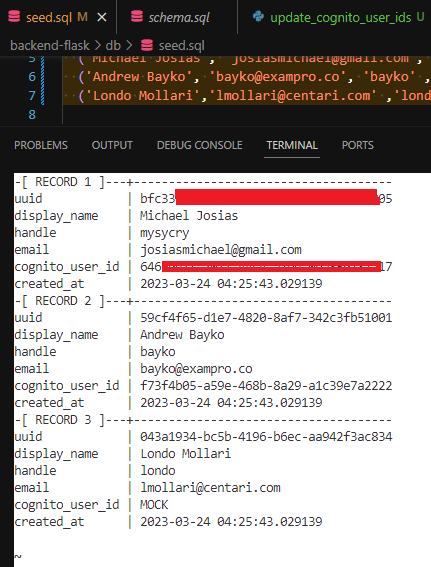 seed.sql M
schema.sql
update_cognito_user_ids U
backend-flask > db > seed.sql
5 ('Michael Josias', 'josiasmichael@gmail.com',
6 ('Andrew Bayko', 'bayko@exampro.co', 'bayko' ,
7 ('Londo Mollari','lmollari@centari.com' ,'lond
8
PROBLEMS OUTPUT DEBUG CONSOLE TERMINAL PORTS
-[ RECORD 1 ]---+-------------------------------------
uuid | bfc33 05
display_name | Michael Josias
handle | mysycry
email | josiasmichael@gmail.com
cognito_user_id | 646 17
created_at | 2023-03-24 04:25:43.029139
-[ RECORD 2 ]---+-------------------------------------
uuid | 59cf4f65-d1e7-4820-8af7-342c3fb51001
display_name | Andrew Bayko
handle | bayko
email | bayko@exampro.co
cognito_user_id | f73f4b05-a59e-468b-8a29-a1c39e7a2222
created_at | 2023-03-24 04:25:43.029139
-[ RECORD 3 ]---+-------------------------------------
uuid | 043a1934-bc5b-4196-b6ec-aa942f3ac834
display_name | Londo Mollari
handle | londo
email | lmollari@centari.com
cognito_user_id | MOCK
created_at | 2023-03-24 04:25:43.029139
~